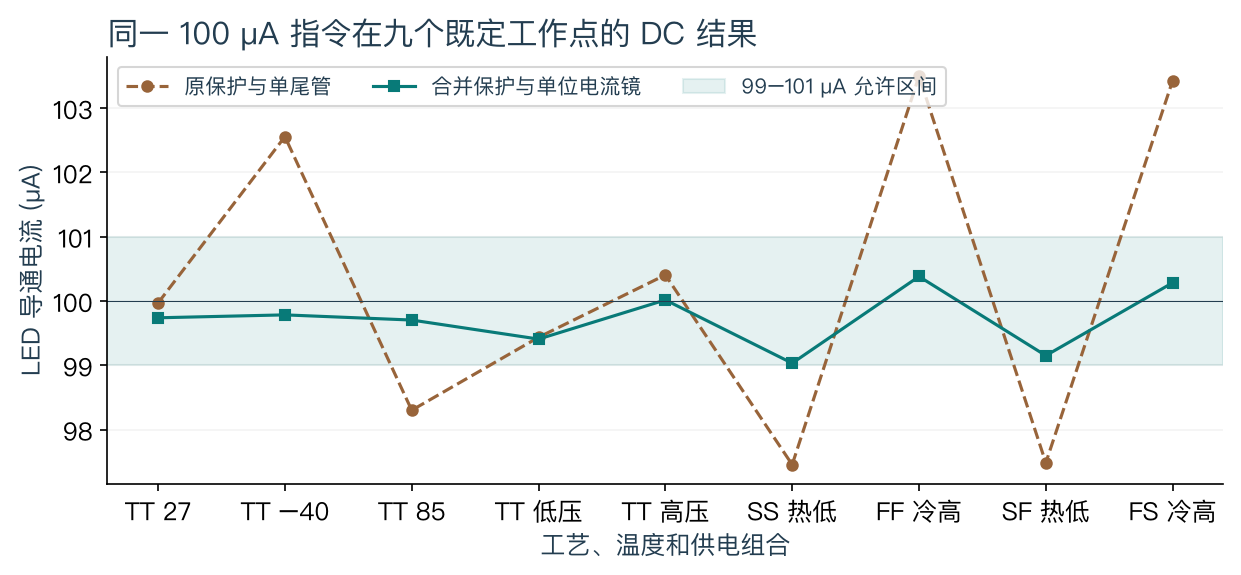 同一 100 μA 指令在九个既定工作点的 DC 结果
原保护与单尾管
合并保护与单位电流镜
99—101 μA 允许区间
LED 导通电流 (μA)
103
102
101
100
99
98
TT 27
TT −40
TT 85
TT 低压
TT 高压
SS 热低
FF 冷高
SF 热低
FS 冷高
工艺、温度和供电组合